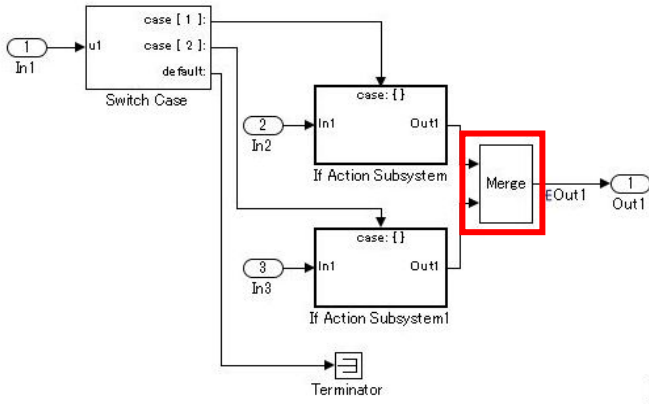 case [ 1 ]:
1
u1
case [ 2 ]:
In1
default:
Switch Case
case: {}
2
In1
Out1
In2
If Action Subsystem
Merge
1
EOut1
Out1
case: {}
3
In1
Out1
In3
If Action Subsystem1
Terminator